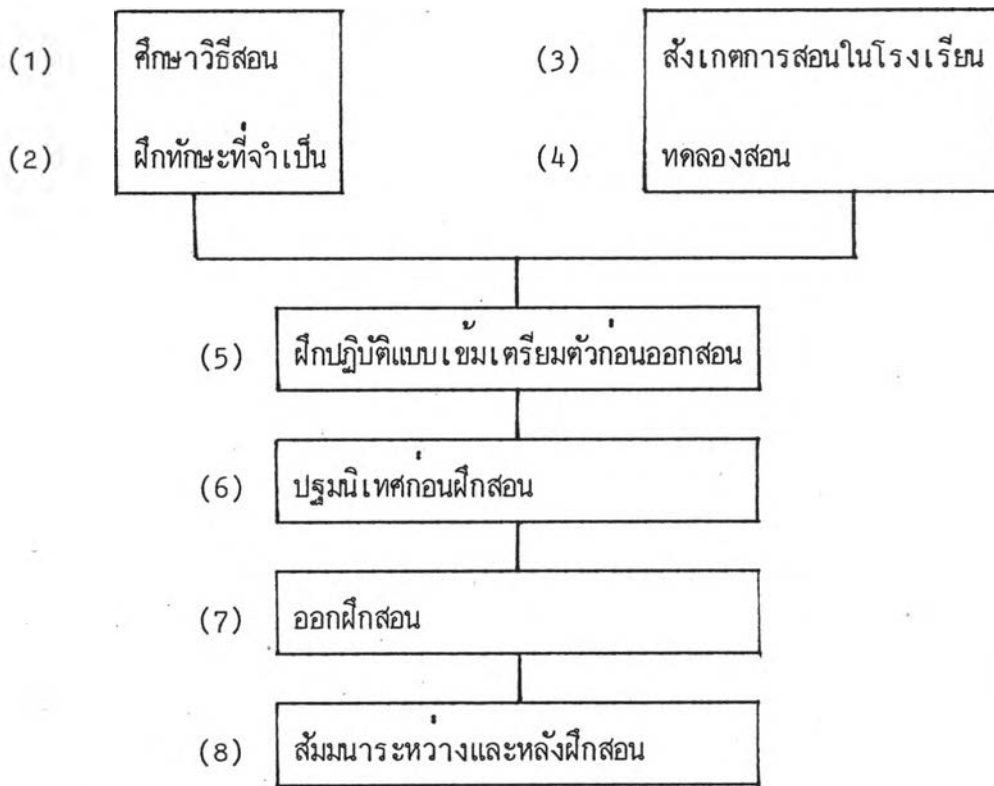 (1) ศึกษาวิธีสอน
(2) ฝึกทักษะที่จำเป็น
(3) สังเกตการสอนในโรงเรียน
(4) ทดลองสอน
(5) ฝึกปฏิบัติแบบเข้มเตรียมตัวก่อนออกสอน
(6) ปฐมนิเทศก่อนฝึกสอน
(7) ออกฝึกสอน
(8) สัมมนาระหว่างและหลังฝึกสอน